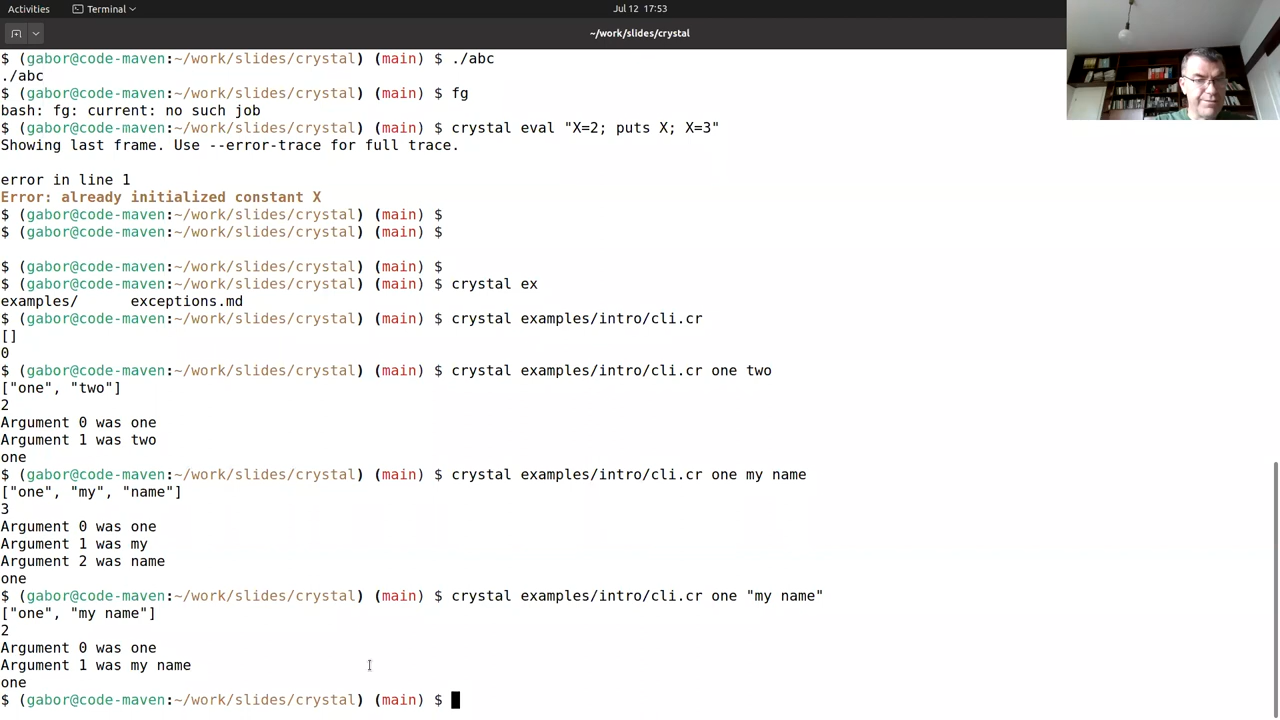 Activities
Terminal
Jul 12 17:53
~/work/slides/crystal
$ (gabor@code-maven:~/work/slides/crystal) (main) $ ./abc
./abc
$ (gabor@code-maven:~/work/slides/crystal) (main) $ fg
bash: fg: current: no such job
$ (gabor@code-maven:~/work/slides/crystal) (main) $ crystal eval "X=2; puts X; X=3"
Showing last frame. Use --error-trace for full trace.
error in line 1
Error: already initialized constant X
$ (gabor@code-maven:~/work/slides/crystal) (main) $
$ (gabor@code-maven:~/work/slides/crystal) (main) $
$ (gabor@code-maven:~/work/slides/crystal) (main) $
$ (gabor@code-maven:~/work/slides/crystal) (main) $ crystal ex
examples/      exceptions.md
$ (gabor@code-maven:~/work/slides/crystal) (main) $ crystal examples/intro/cli.cr
[]
0
$ (gabor@code-maven:~/work/slides/crystal) (main) $ crystal examples/intro/cli.cr one two
["one", "two"]
2
Argument 0 was one
Argument 1 was two
one
$ (gabor@code-maven:~/work/slides/crystal) (main) $ crystal examples/intro/cli.cr one my name
["one", "my", "name"]
3
Argument 0 was one
Argument 1 was my
Argument 2 was name
one
$ (gabor@code-maven:~/work/slides/crystal) (main) $ crystal examples/intro/cli.cr one "my name"
["one", "my name"]
2
Argument 0 was one
Argument 1 was my name
one
$ (gabor@code-maven:~/work/slides/crystal) (main) $